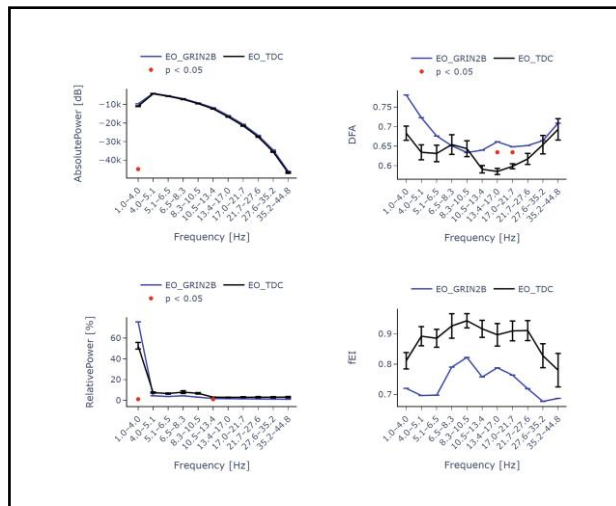 EO_GRIN2B EO_TDC
p < 0.05
AbsolutePower [dB]
−10k
−20k
−30k
−40k
1.0−4.0
4.0−5.1
5.1−6.5
6.5−8.3
8.3−10.5
10.5−13.4
13.4−17.0
17.0−21.7
21.7−27.6
27.6−35.2
35.2−44.8
Frequency [Hz]
EO_GRIN2B EO_TDC
p < 0.05
DFA
0.75
0.7
0.65
0.6
1.0−4.0
4.0−5.1
5.1−6.5
6.5−8.3
8.3−10.5
10.5−13.4
13.4−17.0
17.0−21.7
21.7−27.6
27.6−35.2
35.2−44.8
Frequency [Hz]
EO_GRIN2B EO_TDC
p < 0.05
RelativePower [%]
60
40
20
0
1.0−4.0
4.0−5.1
5.1−6.5
6.5−8.3
8.3−10.5
10.5−13.4
13.4−17.0
17.0−21.7
21.7−27.6
27.6−35.2
35.2−44.8
Frequency [Hz]
EO_GRIN2B EO_TDC
fEI
0.9
0.8
0.7
1.0−4.0
4.0−5.1
5.1−6.5
6.5−8.3
8.3−10.5
10.5−13.4
13.4−17.0
17.0−21.7
21.7−27.6
27.6−35.2
35.2−44.8
Frequency [Hz]